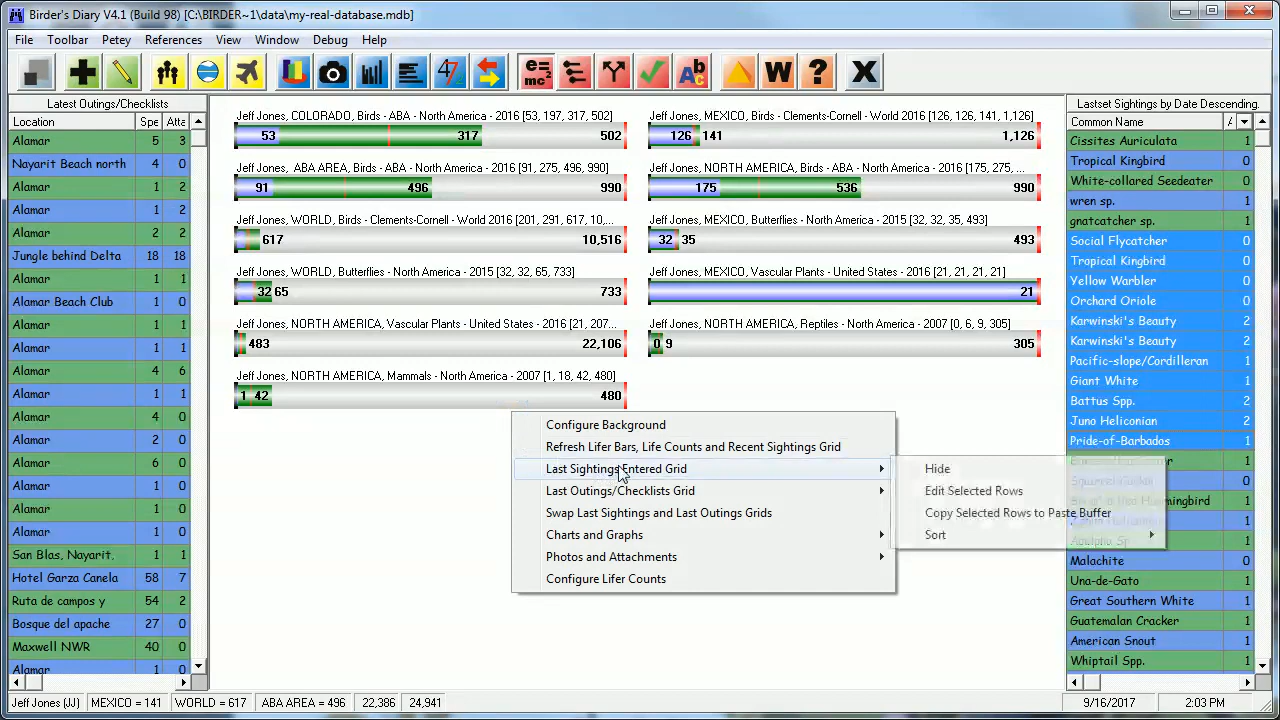 Birder's Diary V4.1 (Build 98) [C:\BIRDER~1\data\my-real-database.mdb]
File Toolbar Petey References View Window Debug Help
e= mc² 47 Abc W ? X
Latest Outings/Checklists
Location Spe Atta
Alamar 5 3
Nayarit Beach north 4 0
Alamar 1 2
Alamar 1 2
Alamar 2 2
Jungle behind Delta 18 18
Alamar 1 1
Alamar Beach Club 1 0
Alamar 1 1
Alamar 1 1
Alamar 4 6
Alamar 1 1
Alamar 4 0
Alamar 2 0
Alamar 6 0
Alamar 1 0
Alamar 4 0
Alamar 1 0
San Blas, Nayarit. 1 0
Hotel Garza Canela 58 7
Ruta de campos y 54 2
Bosque del apache 27 0
Maxwell NWR 40 0
Alamar 1 0
Jeff Jones, COLORADO, Birds - ABA - North America - 2016 [53, 197, 317, 502]
53 317 502
Jeff Jones, MEXICO, Birds - Clements-Cornell - World 2016 [126, 126, 141, 1,126]
126 141 1,126
Jeff Jones, ABA AREA, Birds - ABA - North America - 2016 [91, 275, 496, 990]
91 496 990
Jeff Jones, NORTH AMERICA, Birds - ABA - North America - 2016 [175, 275, ...
175 536 990
Jeff Jones, WORLD, Birds - Clements-Cornell - World 2016 [201, 291, 617, 10,...
617 10,516
Jeff Jones, MEXICO, Butterflies - North America - 2015 [32, 32, 35, 493]
32 35 493
Jeff Jones, WORLD, Butterflies - North America - 2015 [32, 32, 65, 733]
32 65 733
Jeff Jones, MEXICO, Vascular Plants - United States - 2016 [21, 21, 21, 21]
21
Jeff Jones, NORTH AMERICA, Vascular Plants - United States - 2016 [21, 207...
483 22,106
Jeff Jones, NORTH AMERICA, Reptiles - North America - 2007 [0, 6, 9, 305]
0 9 305
Jeff Jones, NORTH AMERICA, Mammals - North America - 2007 [1, 18, 42, 480]
1 42 480
Configure Background
Refresh Lifer Bars, Life Counts and Recent Sightings Grid
Last Sightings Entered Grid
Last Outings/Checklists Grid
Swap Last Sightings and Last Outings Grids
Charts and Graphs
Photos and Attachments
Configure Lifer Counts
Hide
Edit Selected Rows
Copy Selected Rows to Paste Buffer
Sort
Lastset Sightings by Date Descending.
Common Name
Cissites Auriculata 1
Tropical Kingbird 0
White-collared Seedeater 0
wren sp. 0
gnatcatcher sp. 0
Social Flycatcher 0
Tropical Kingbird 0
Yellow Warbler 0
Orchard Oriole 0
Karwinski's Beauty 2
Karwinski's Beauty 2
Pacific-slope/Cordilleran 1
Giant White 1
Battus Spp. 2
Juno Heliconian 2
Pride-of-Barbados 1
Malachite 1
Una-de-Gato 1
Great Southern White 1
Guatemalan Cracker 1
American Snout 1
Whiptail Spp. 1
Jeff Jones (JJ) MEXICO = 141 WORLD = 617 ABA AREA = 496 22,386 24,941 9/16/2017 2:03 PM